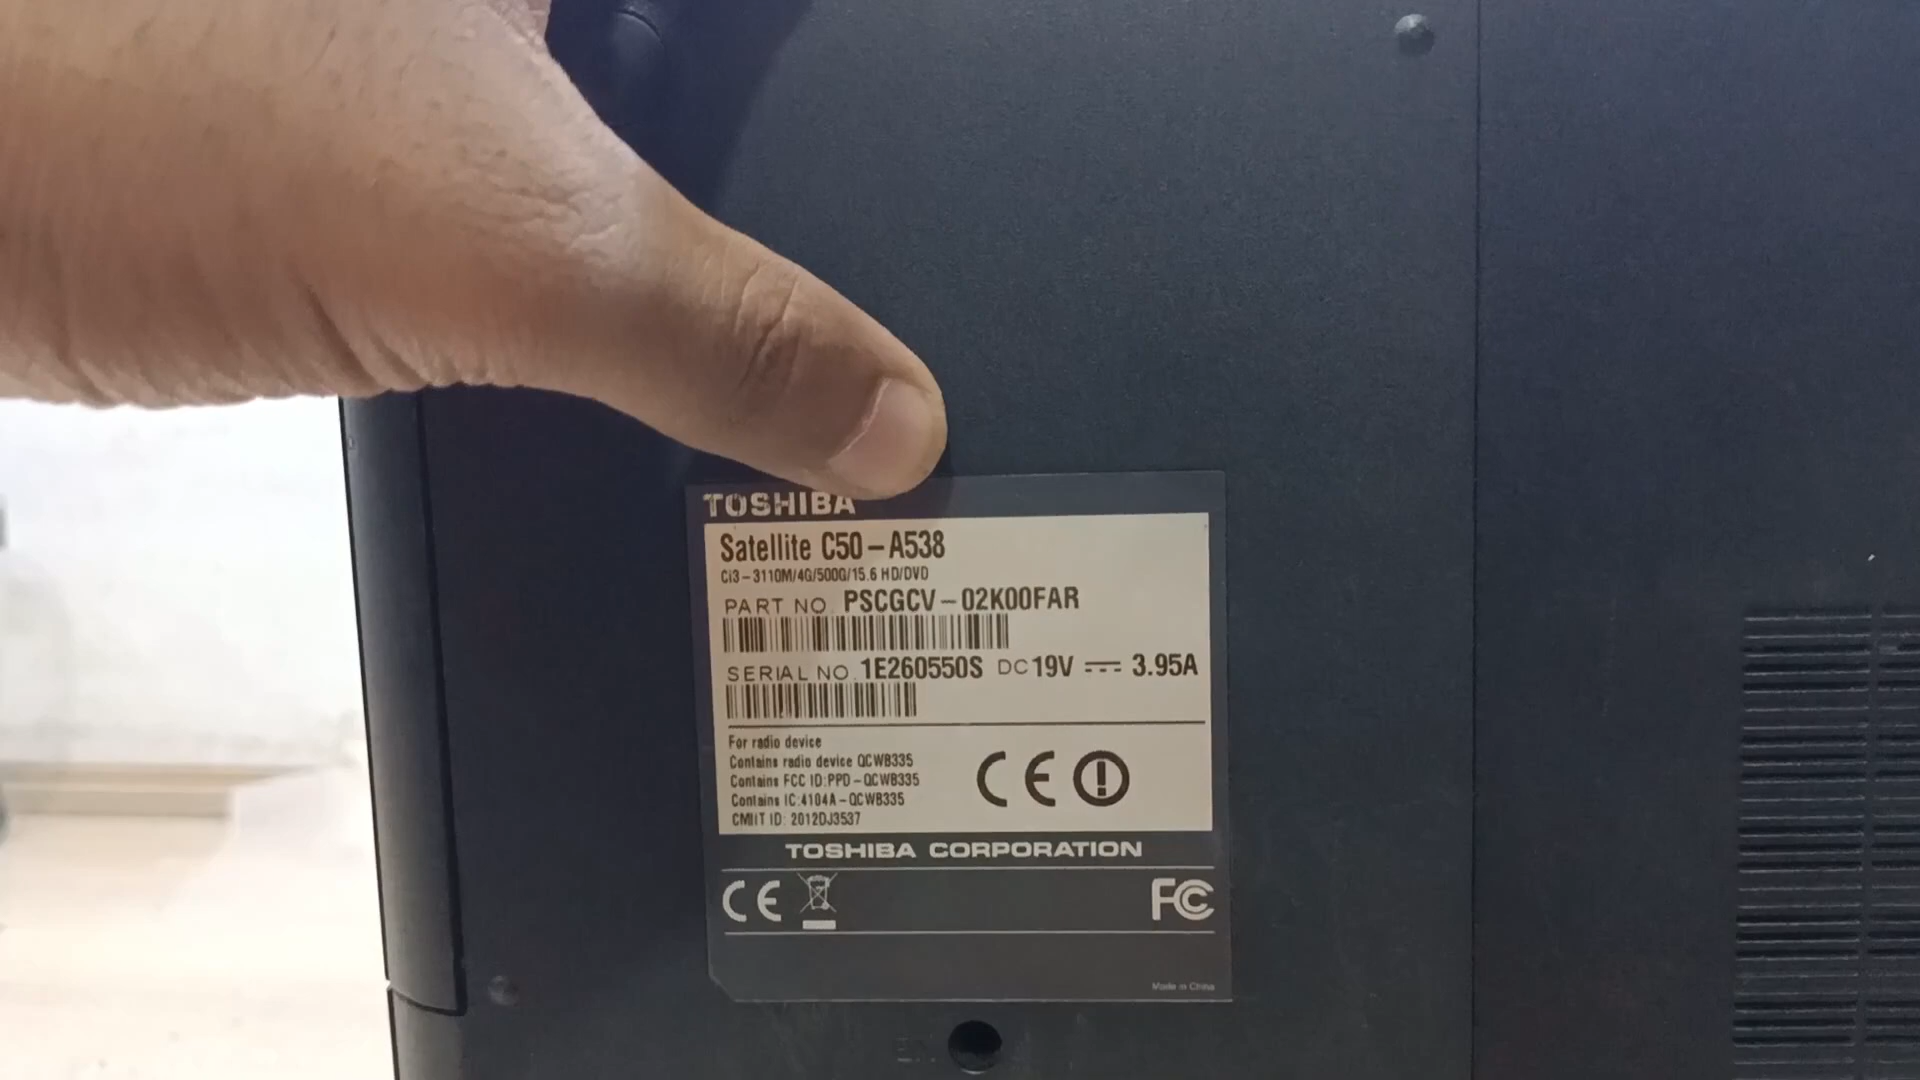 TOSHIBA
Satellite C50-A538
Ci3-3110M/4G/500G/15.6 HD/DVD
PART NO. PSCGCV-02K00FAR
SERIAL NO. 1E260550S DC 19V 3.95A
For radio device
Contains radio device QCWB335
Contains FCC ID:PPD-QCWB335
Contains IC:4104A-QCWB335
CMIIT ID: 2012DJ3537
CE
TOSHIBA CORPORATION
CE FC
Made in China